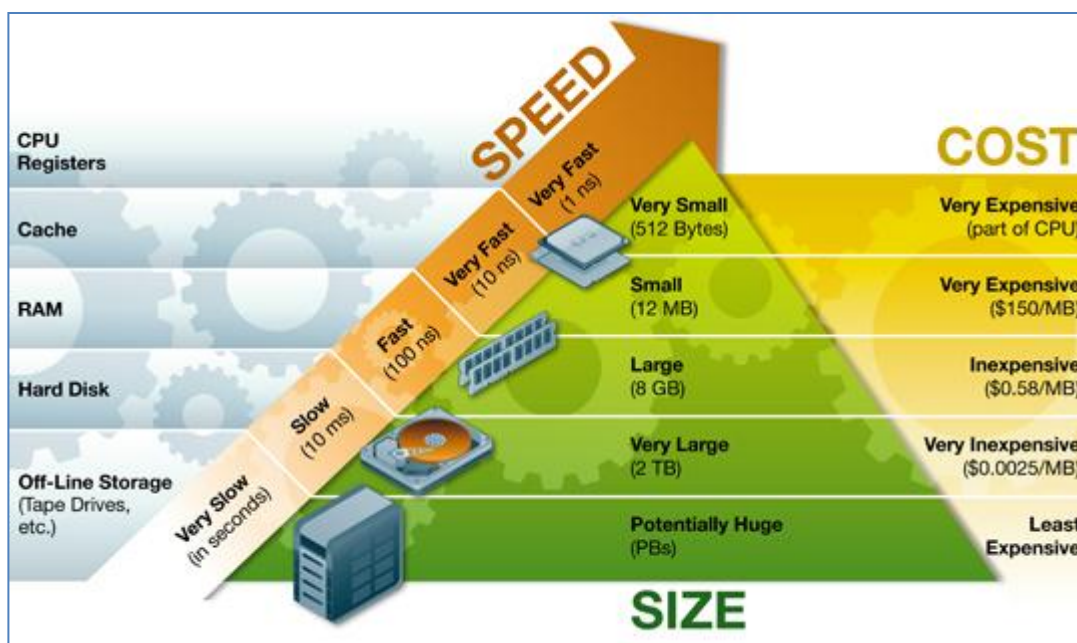 SPEED
COST
SIZE
CPU
Registers
Cache
RAM
Hard Disk
Off-Line Storage
(Tape Drives,
etc.)
Very Fast
(1 ns)
Very Fast
(10 ns)
Fast
(100 ns)
Slow
(10 ms)
Very Slow
(in seconds)
Very Small
(512 Bytes)
Small
(12 MB)
Large
(8 GB)
Very Large
(2 TB)
Potentially Huge
(PBs)
Very Expensive
(part of CPU)
Very Expensive
($150/MB)
Inexpensive
($0.58/MB)
Very Inexpensive
($0.0025/MB)
Least
Expensive